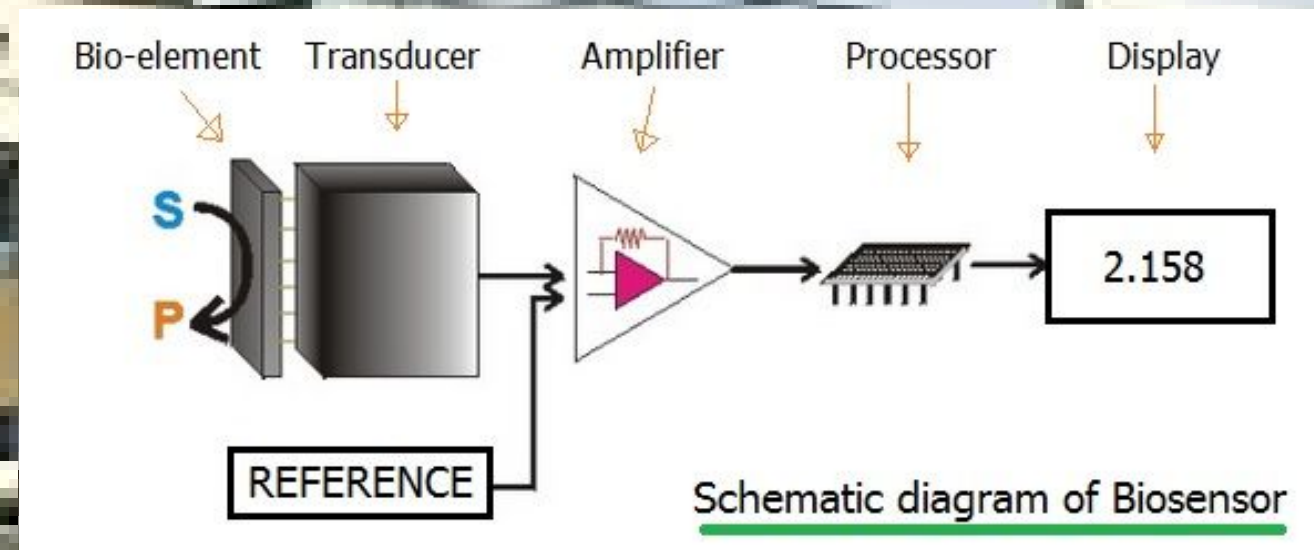 Bio-element Transducer Amplifier Processor Display
S
P
2.158
REFERENCE
Schematic diagram of Biosensor